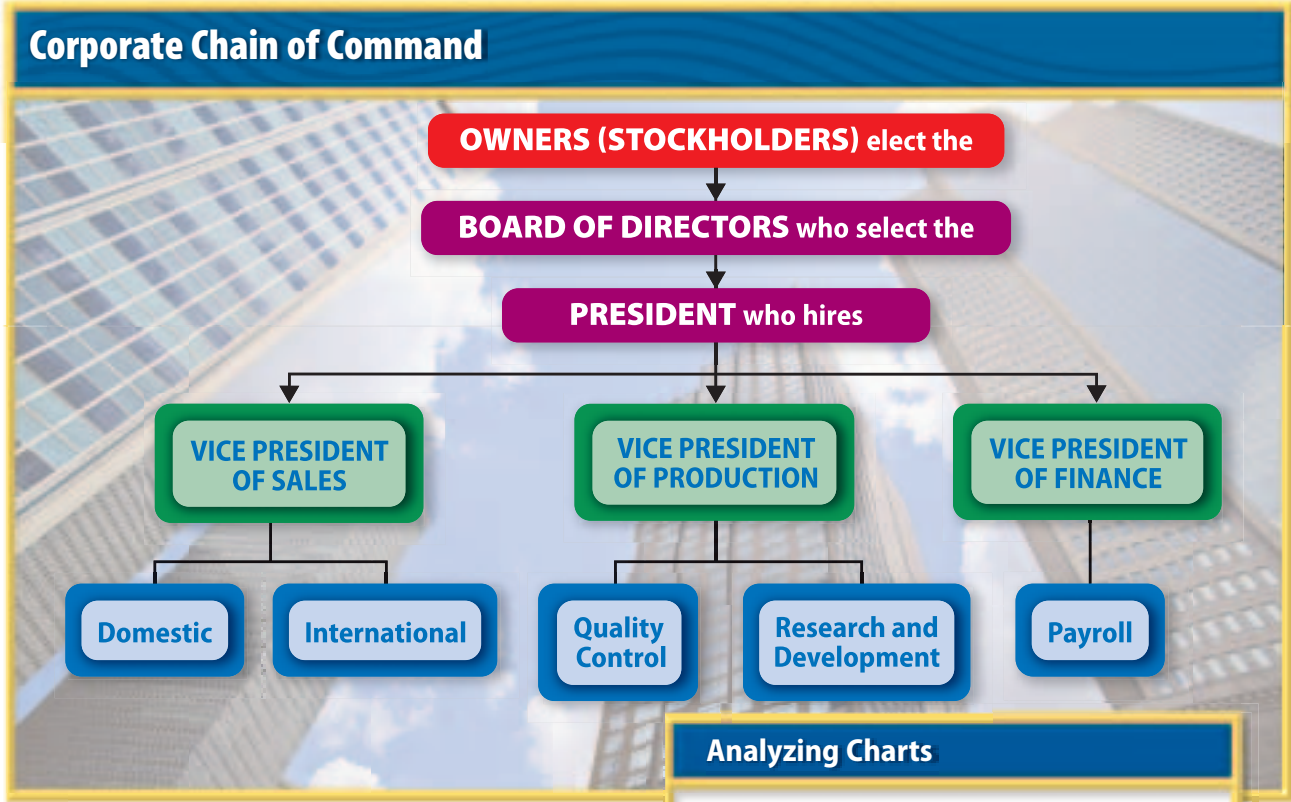 Corporate Chain of Command
OWNERS (STOCKHOLDERS) elect the
BOARD OF DIRECTORS who select the
PRESIDENT who hires
VICE PRESIDENT
OF SALES
VICE PRESIDENT
OF PRODUCTION
VICE PRESIDENT
OF FINANCE
Domestic
International
Quality
Control
Research and
Development
Payroll
Analyzing Charts